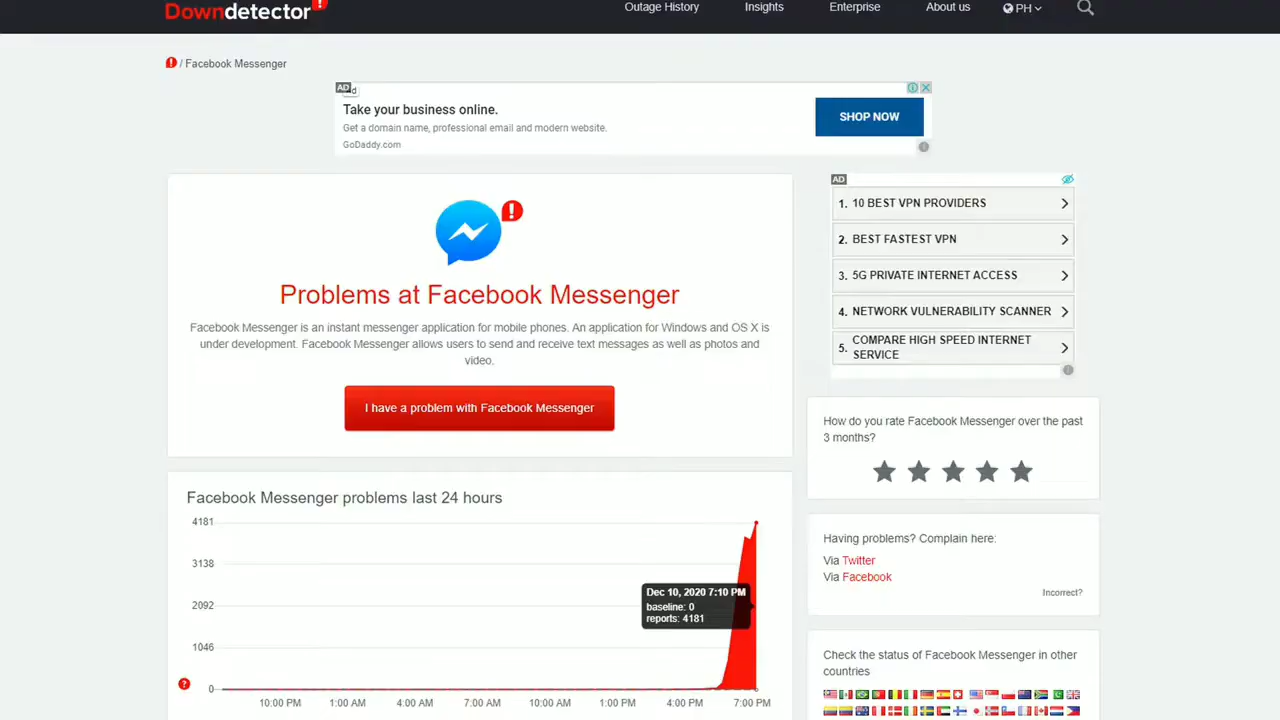 Downdetector
Outage History
Insights
Enterprise
About us
PH
/ Facebook Messenger
AD
Take your business online.
Get a domain name, professional email and modern website.
GoDaddy.com
SHOP NOW
Problems at Facebook Messenger
Facebook Messenger is an instant messenger application for mobile phones. An application for Windows and OS X is
under development. Facebook Messenger allows users to send and receive text messages as well as photos and
video.
I have a problem with Facebook Messenger
AD
1. 10 BEST VPN PROVIDERS
2. BEST FASTEST VPN
3. 5G PRIVATE INTERNET ACCESS
4. NETWORK VULNERABILITY SCANNER
5. COMPARE HIGH SPEED INTERNET
SERVICE
How do you rate Facebook Messenger over the past
3 months?
Facebook Messenger problems last 24 hours
4181
3138
2092
1046
0
Dec 10, 2020 7:10 PM
baseline: 0
reports: 4181
10:00 PM
1:00 AM
4:00 AM
7:00 AM
10:00 AM
1:00 PM
4:00 PM
7:00 PM
Having problems? Complain here:
Via Twitter
Via Facebook
Incorrect?
Check the status of Facebook Messenger in other
countries